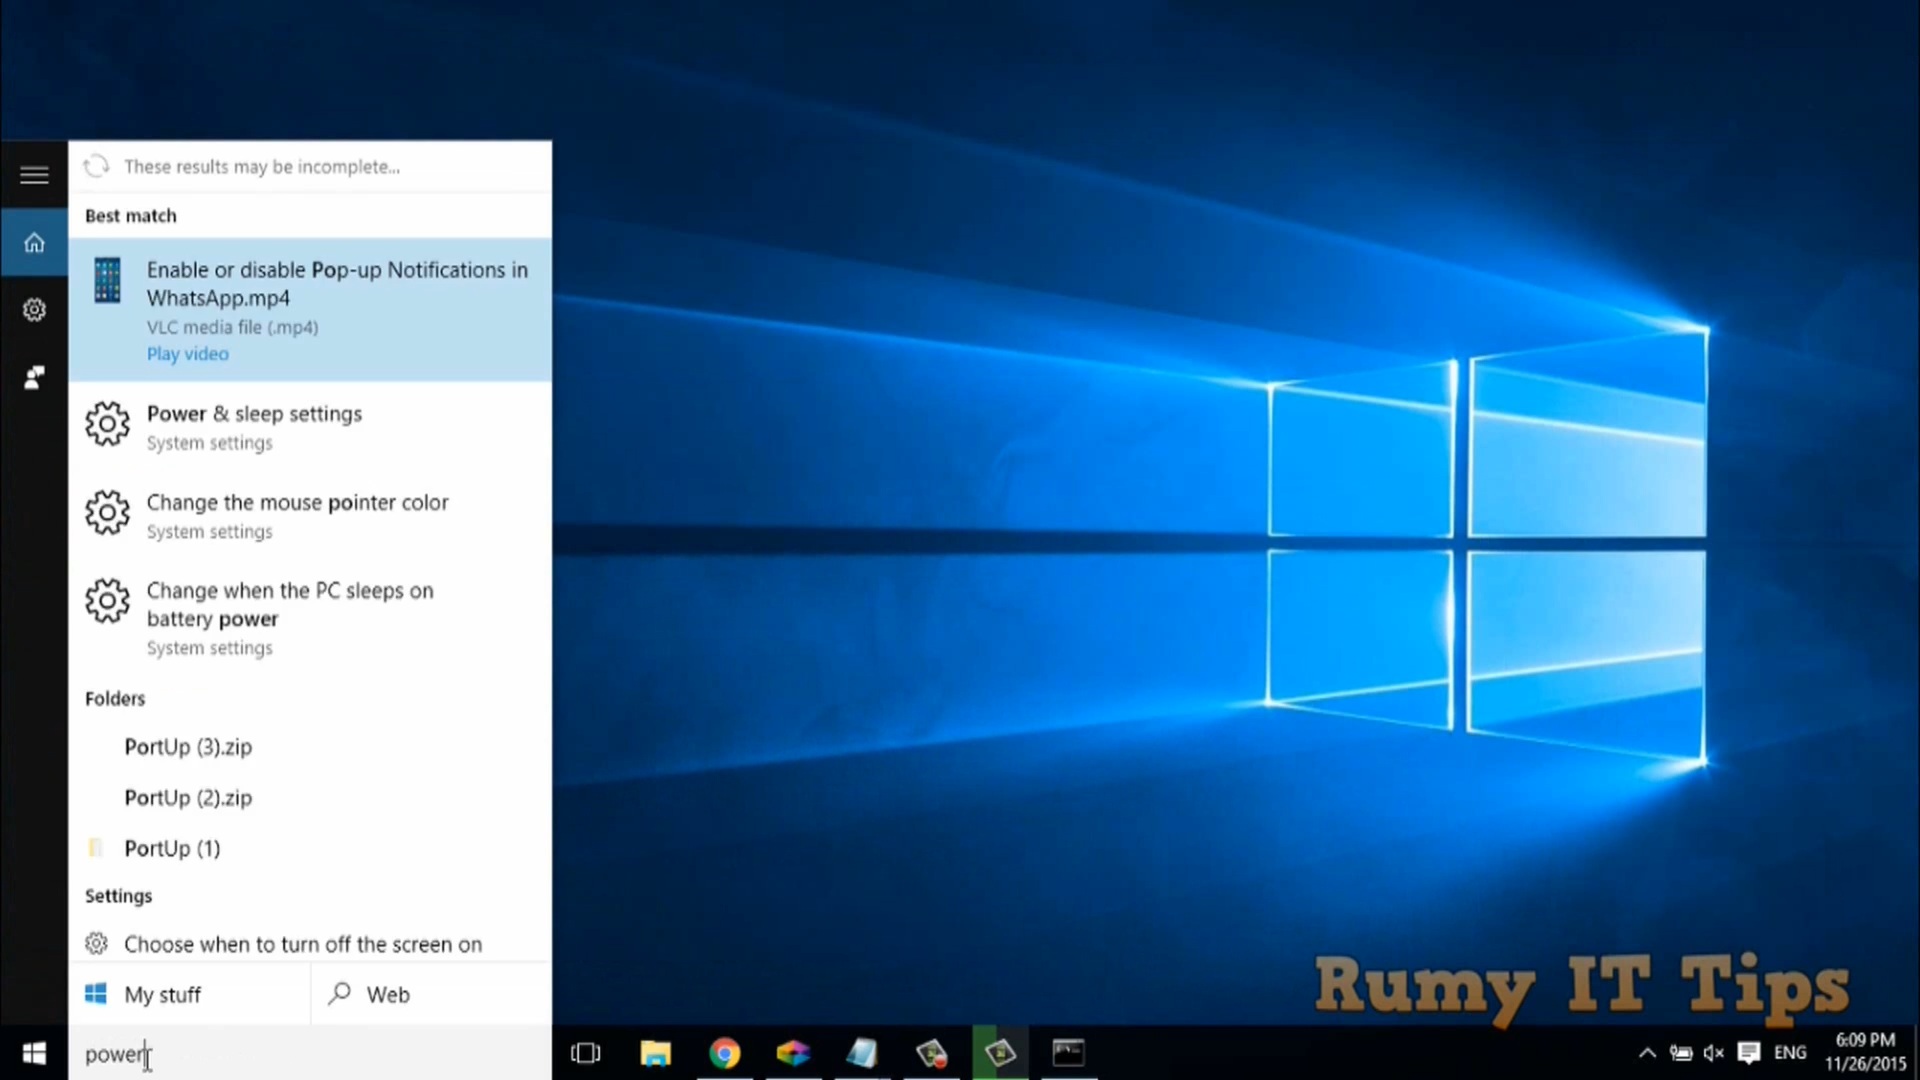 These results may be incomplete...
Best match
Enable or disable Pop-up Notifications in
WhatsApp.mp4
VLC media file (.mp4)
Play video
Power & sleep settings
System settings
Change the mouse pointer color
System settings
Change when the PC sleeps on
battery power
System settings
Folders
PortUp (3).zip
PortUp (2).zip
PortUp (1)
Settings
Choose when to turn off the screen on
My stuff
Web
power
Rumy IT Tips
ENG
6:09 PM
11/26/2015